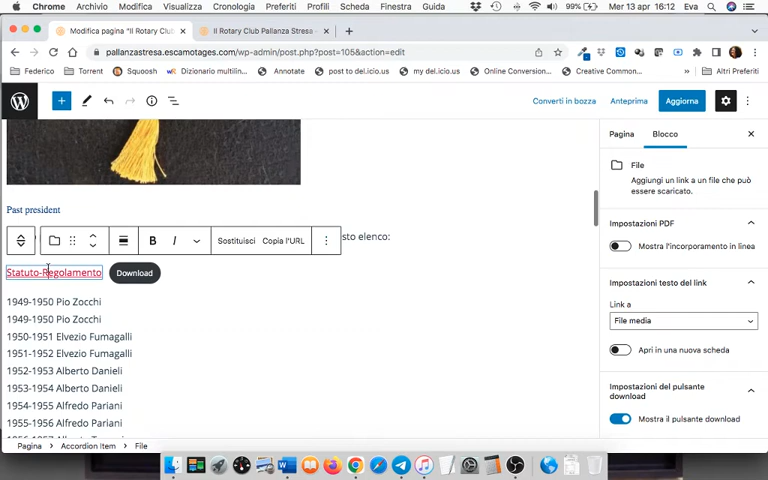 Chrome Archivio Modifica Visualizza Cronologia Preferiti Profili Scheda Finestra Guida 99% Mar 13 apr 16:12 Eva
Modifica pagina "Il Rotary Clu Il Rotary Club Pallanza Stresa
pallanzastresa.escamotages.com/wp-admin/post.php?post=105&action=edit
Federico Torrent Squoosh Dizionario multilin... Annotate post to del.icio.us my del.icio.us Online Conversion... Creative Common... » Altri Preferiti
Converti in bozza Anteprima Aggiorna
Pagina Blocco
File
Aggiungi un link a un file che può
essere scaricato.
Past president
Sostituisci Copia l'URL
sto elenco:
Statuto-Regolamento Download
1949-1950 Pio Zocchi
1949-1950 Pio Zocchi
1950-1951 Elvezio Fumagalli
1951-1952 Elvezio Fumagalli
1952-1953 Alberto Danieli
1953-1954 Alberto Danieli
1954-1955 Alfredo Pariani
1955-1956 Alfredo Pariani
Impostazioni PDF
Mostra l'incorporamento in linea
Impostazioni testo del link
Link a
File media
Apri in una nuova scheda
Impostazioni del pulsante
download
Mostra il pulsante download
Pagina > Accordion Item > File